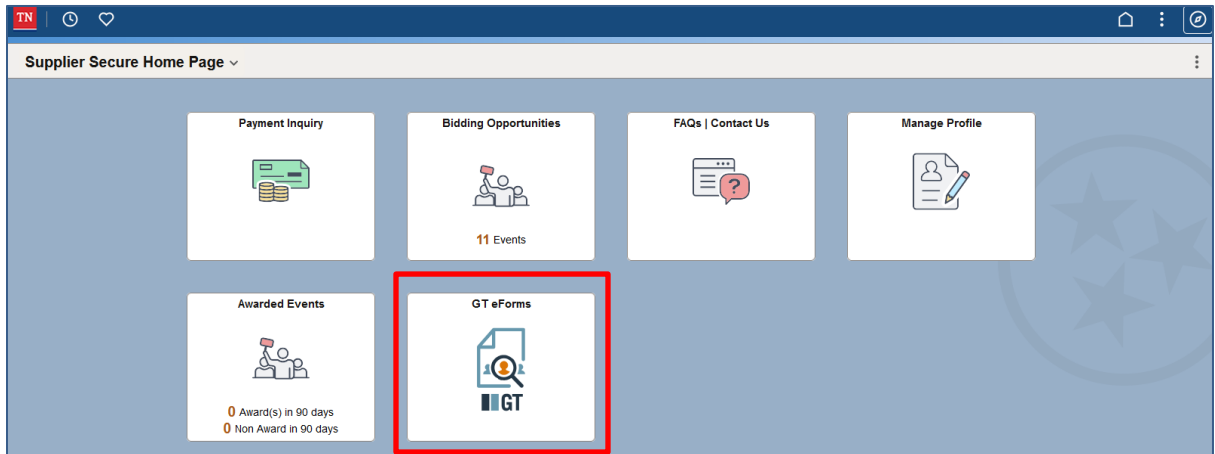 TN
Supplier Secure Home Page
Payment Inquiry
Bidding Opportunities
11 Events
FAQs | Contact Us
?
Manage Profile
Awarded Events
0 Award(s) in 90 days
0 Non Award in 90 days
GT eForms
GT